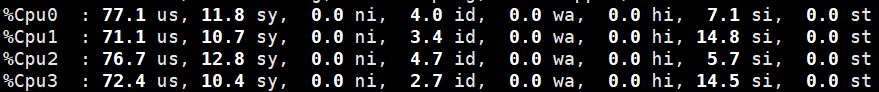 %Cpu0  : 77.1 us, 11.8 sy,  0.0 ni,  4.0 id,  0.0 wa,  0.0 hi,  7.1 si,  0.0 st
%Cpu1  : 71.1 us, 10.7 sy,  0.0 ni,  3.4 id,  0.0 wa,  0.0 hi, 14.8 si,  0.0 st
%Cpu2  : 76.7 us, 12.8 sy,  0.0 ni,  4.7 id,  0.0 wa,  0.0 hi,  5.7 si,  0.0 st
%Cpu3  : 72.4 us, 10.4 sy,  0.0 ni,  2.7 id,  0.0 wa,  0.0 hi, 14.5 si,  0.0 st